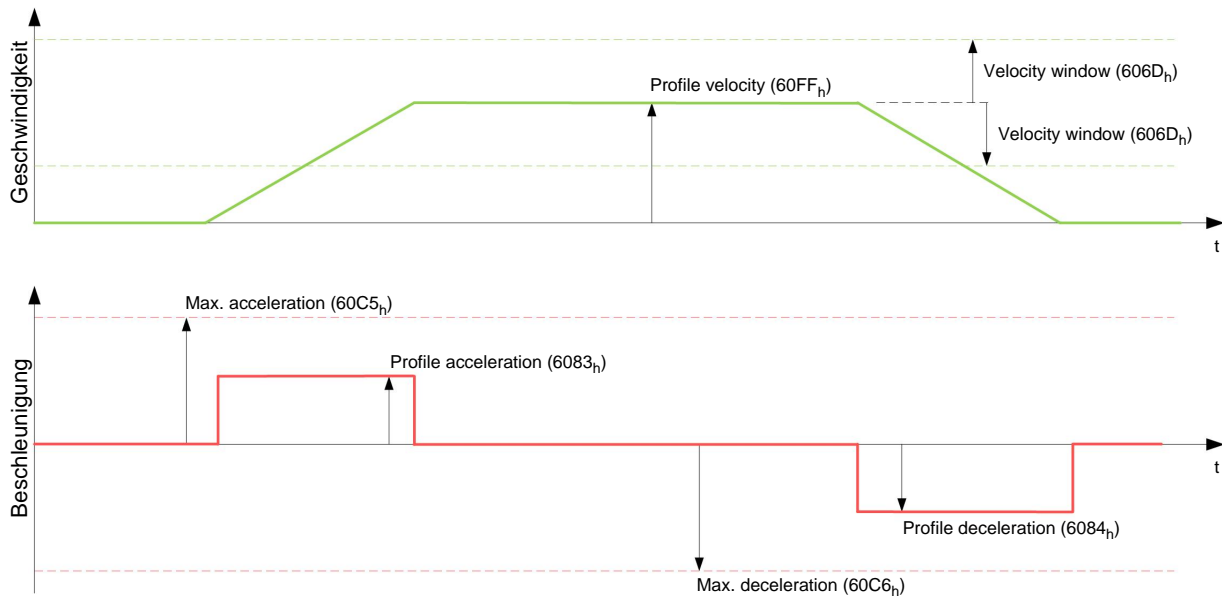 Geschwindigkeit
Profile velocity (60FFh)
Velocity window (606Dh)
Velocity window (606Dh)
t
Beschleunigung
Max. acceleration (60C5h)
Profile acceleration (6083h)
t
Profile deceleration (6084h)
Max. deceleration (60C6h)